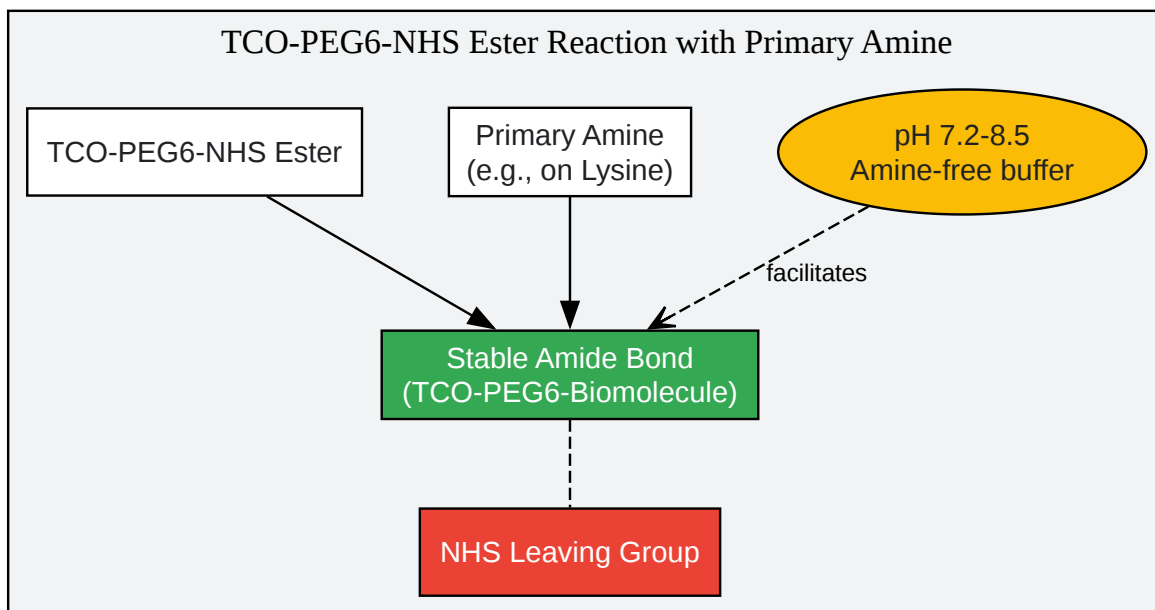 TCO-PEG6-NHS Ester Reaction with Primary Amine
TCO-PEG6-NHS Ester
Primary Amine
(e.g., on Lysine)
pH 7.2-8.5
Amine-free buffer
facilitates
Stable Amide Bond
(TCO-PEG6-Biomolecule)
NHS Leaving Group